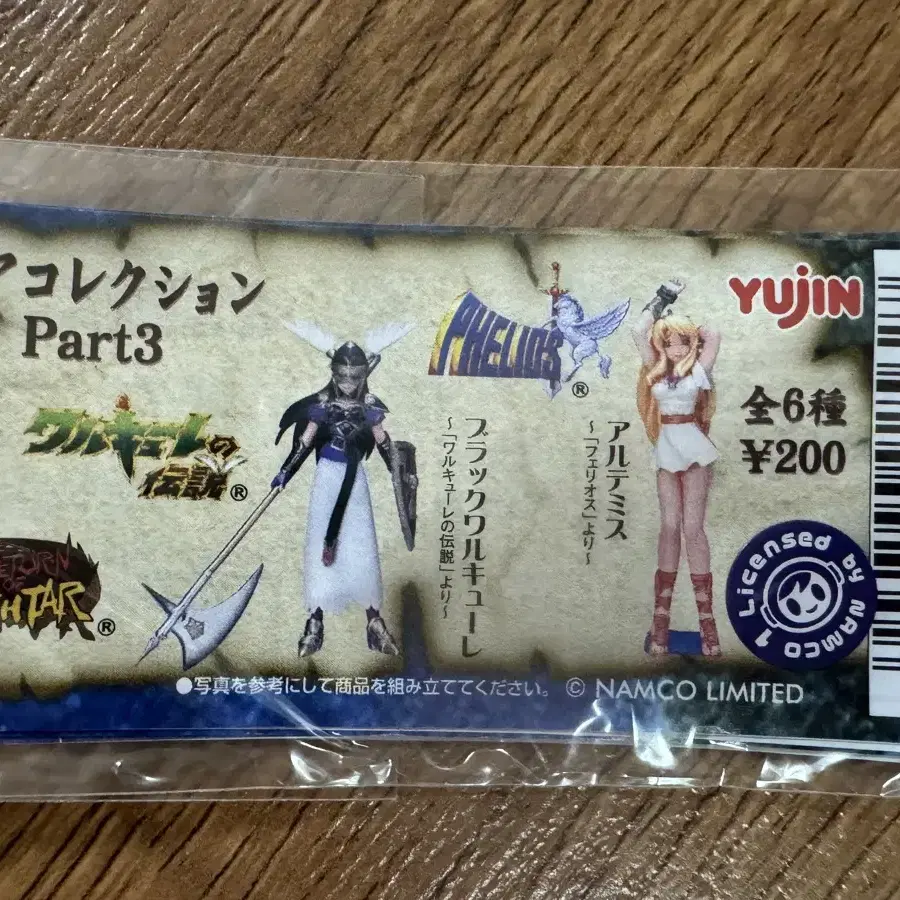 コレクション
Part3
ワルキューレの
伝説®
RETURN
OF
ISHTAR®
PHELIOS®
ブラックワルキューレ
～「ワルキューレの伝説」より～
アルテミス
～「フェリオス」より～
YUJIN
全6種
¥200
Licensed by NAMCO 1
●写真を参考にして商品を組み立ててください。 © NAMCO LIMITED